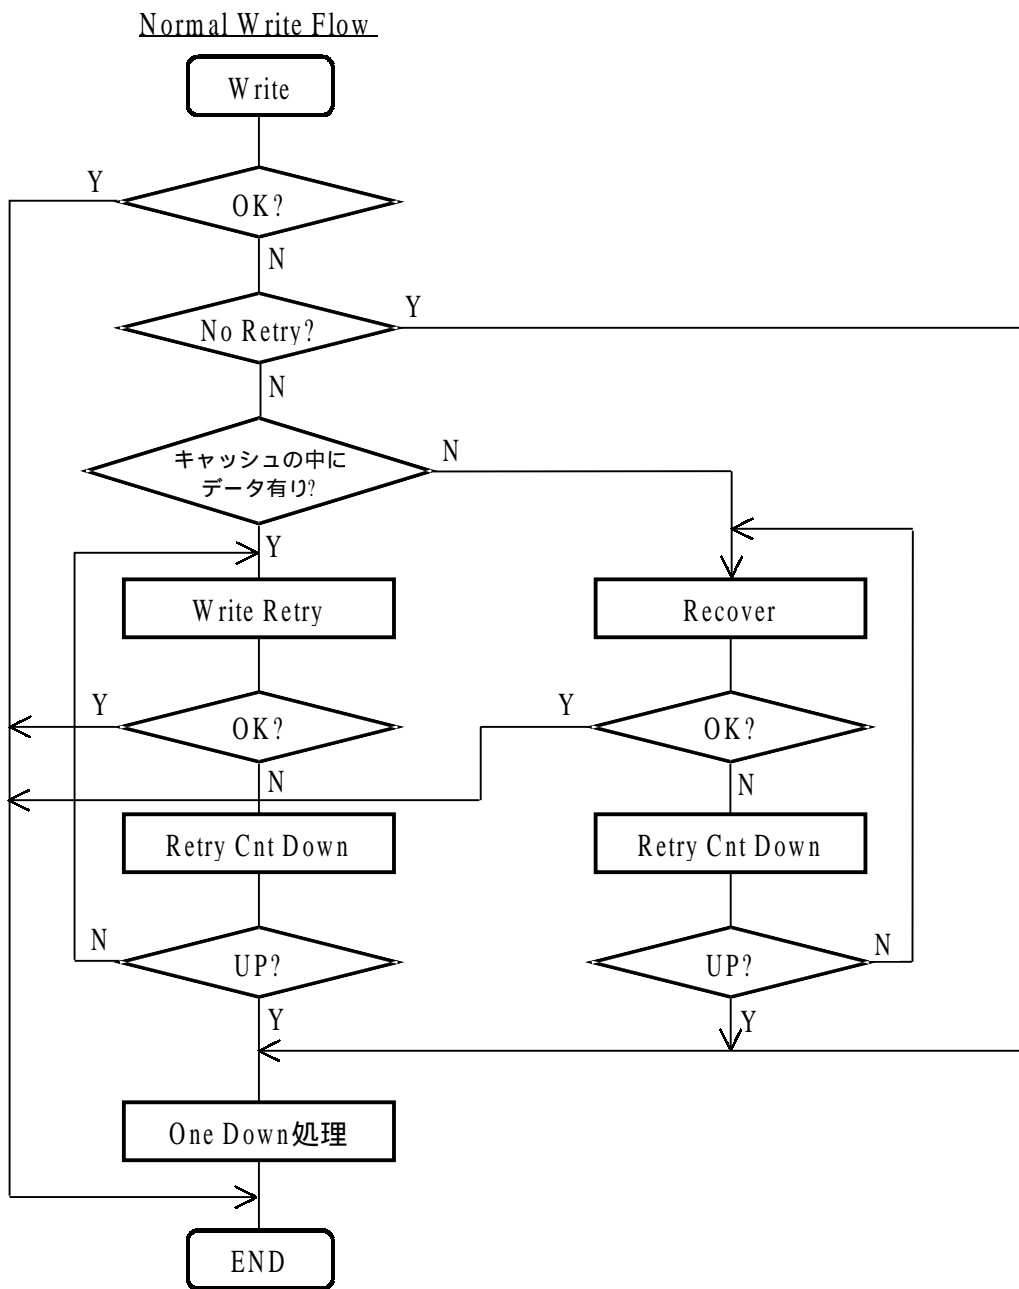 Normal Write Flow
Write
Y
OK?
N
Y
No Retry?
N
N
キャッシュの中に
データ有り?
Y
Write Retry
Recover
Y
OK?
Y
OK?
N
N
Retry Cnt Down
Retry Cnt Down
N
UP?
UP?
N
Y
Y
One Down処理
END